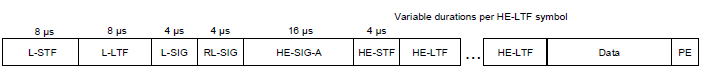 Variable durations per HE-LTF symbol
8 µs 8 µs 4 µs 4 µs 16 µs 4 µs
L-STF L-LTF L-SIG RL-SIG HE-SIG-A HE-STF HE-LTF ... HE-LTF Data PE